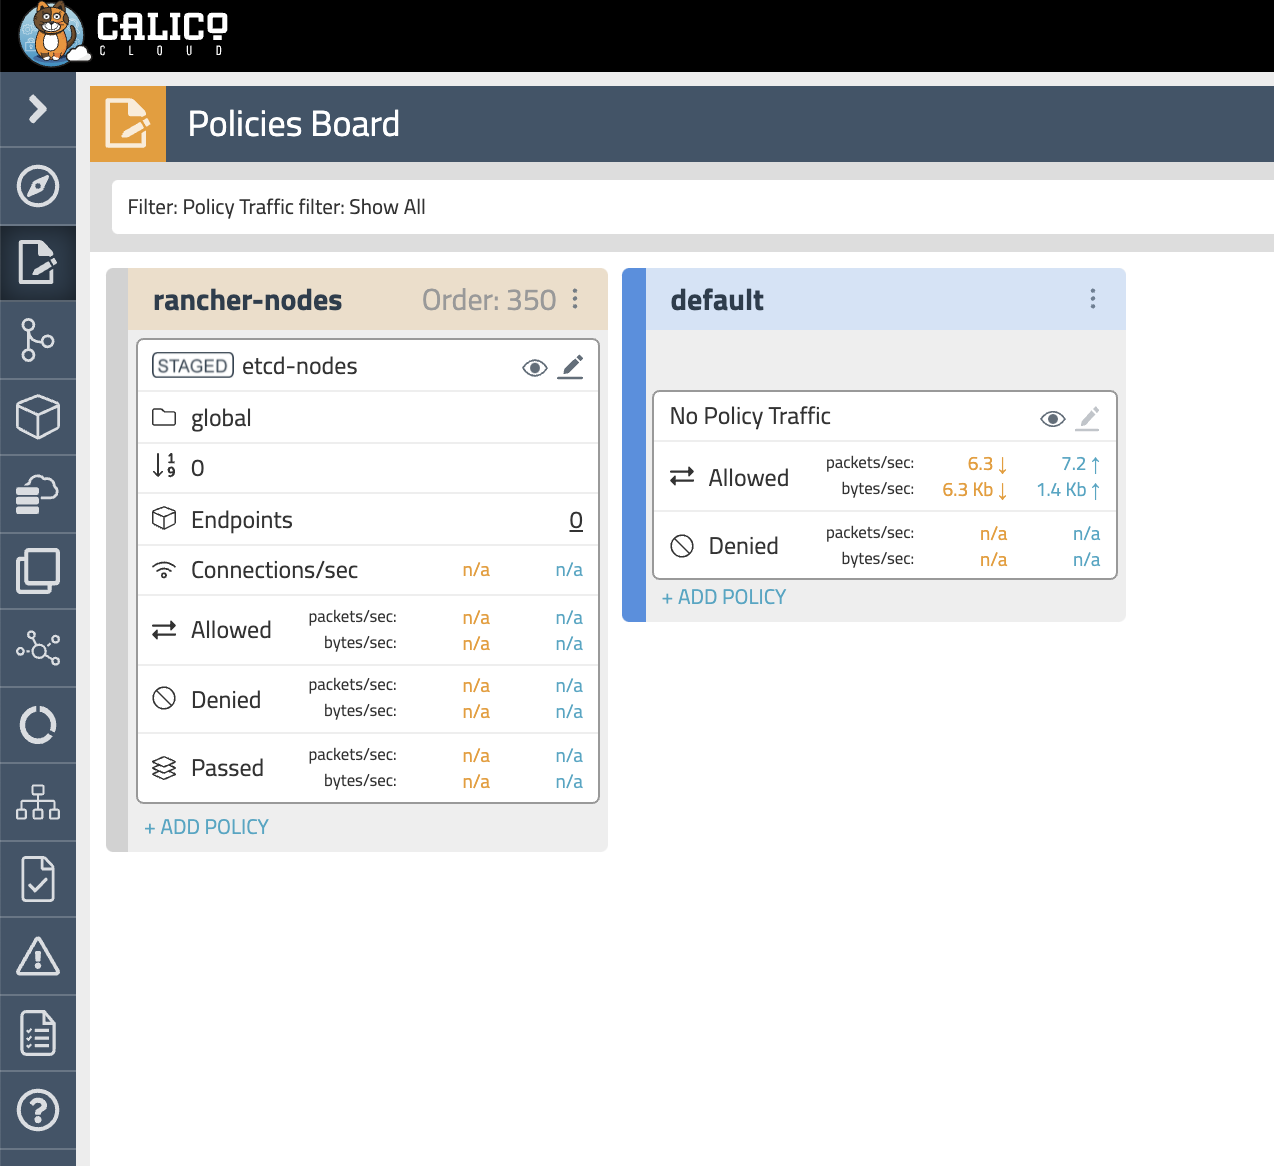 CALICO
CLOUD
Policies Board
Filter: Policy Traffic filter: Show All
rancher-nodes Order: 350
STAGED etcd-nodes
global
1
9
0
Endpoints 0
Connections/sec n/a n/a
Allowed packets/sec: n/a n/a
bytes/sec: n/a n/a
Denied packets/sec: n/a n/a
bytes/sec: n/a n/a
Passed packets/sec: n/a n/a
bytes/sec: n/a n/a
+ ADD POLICY
default
No Policy Traffic
Allowed packets/sec: 6.3 ↓ 7.2 ↑
bytes/sec: 6.3 Kb ↓ 1.4 Kb ↑
Denied packets/sec: n/a n/a
bytes/sec: n/a n/a
+ ADD POLICY